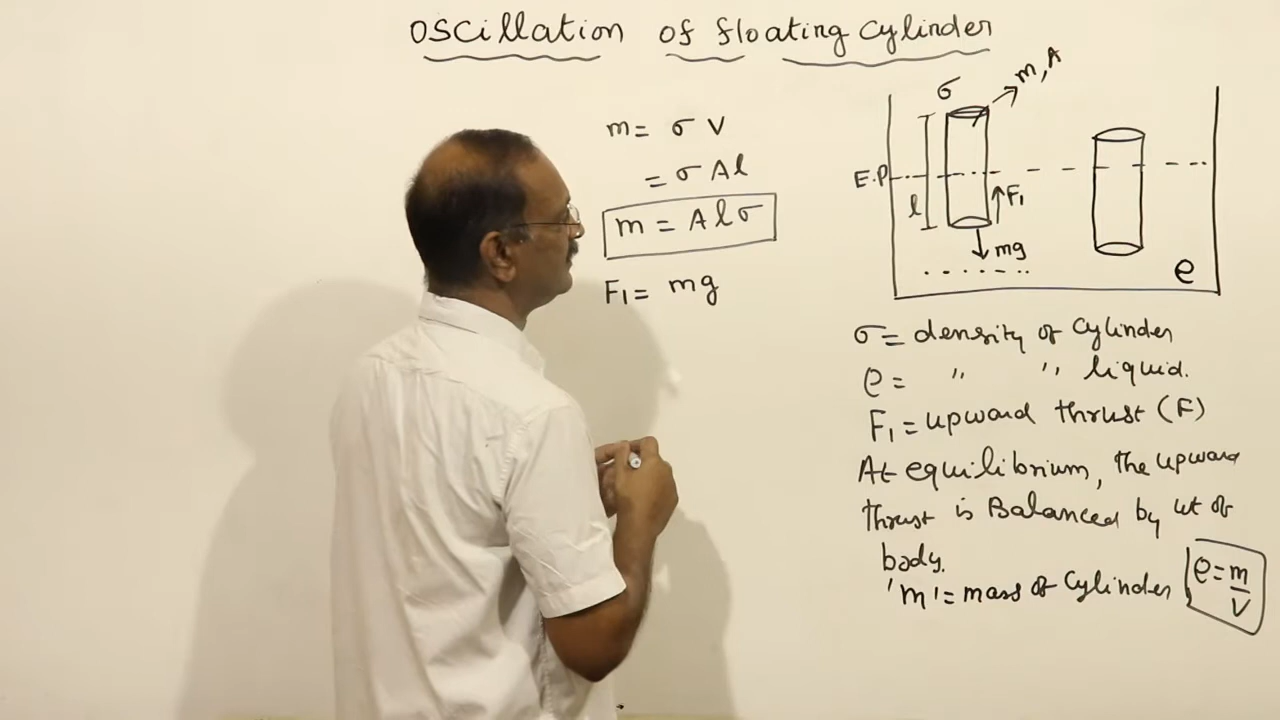 Oscillation of floating Cylinder
m = σ V
= σ Al
m = A l σ
F₁ = mg
σ
m, A
E.P
l
F₁
mg
ρ
σ = density of Cylinder
ρ = " " liquid.
F₁ = upward thrust (F)
At equilibrium, the upward
thrust is Balanced by wt of
body.
'm' = mass of Cylinder
ρ = m/V